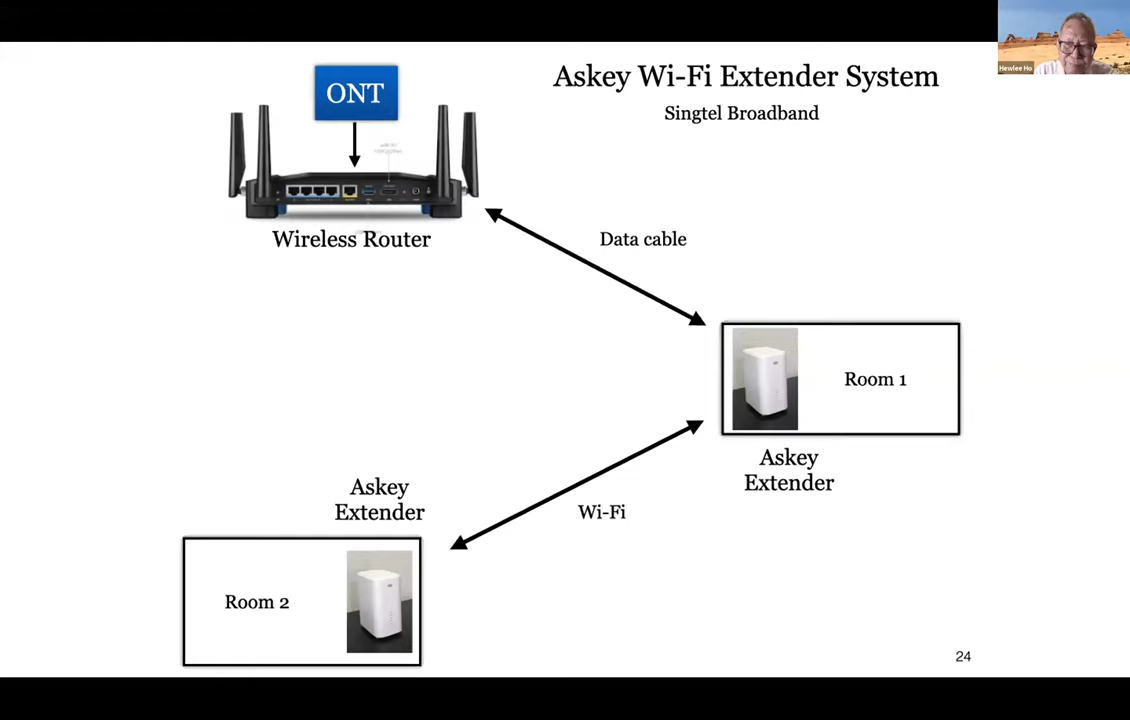 Hewlee Ho
Askey Wi-Fi Extender System
Singtel Broadband
ONT
Wireless Router
Data cable
Room 1
Askey
Extender
Wi-Fi
Askey
Extender
Room 2
24